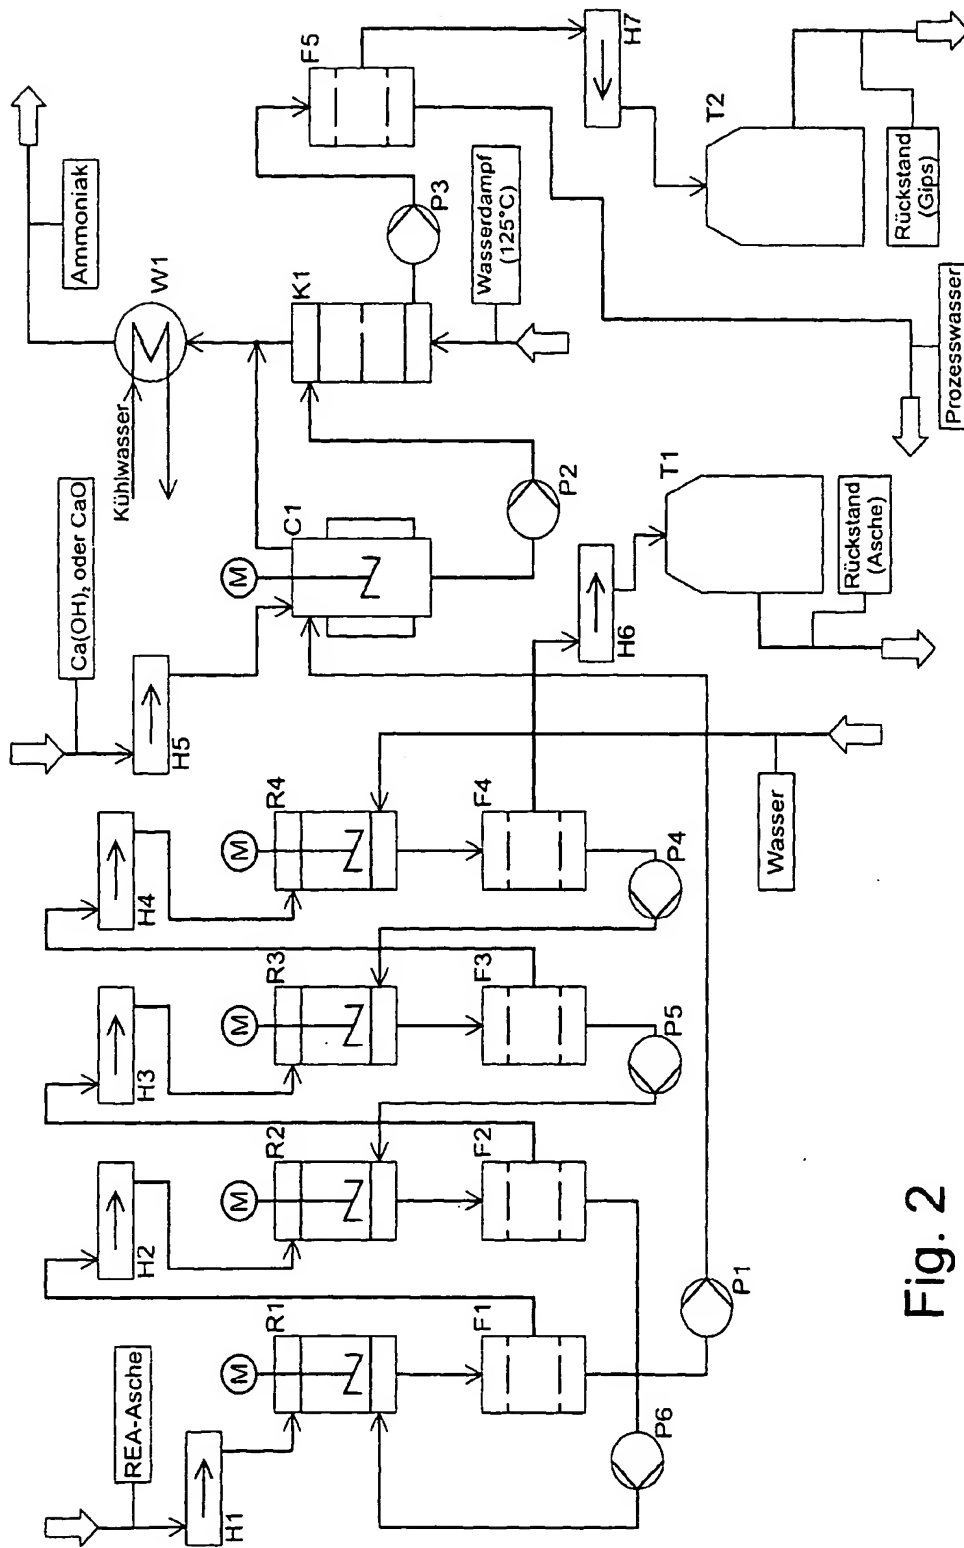 REA-Asche
H1
H2
H3
H4
Ca(OH)₂ oder CaO
H5
Kühlwasser
W1
Ammoniak
M
R1
M
R2
M
R3
M
R4
M
C1
K1
P3
F5
H7
F1
F2
F3
F4
P2
Wasserdampf
(125°C)
T2
H6
T1
P6
P5
P4
P1
Wasser
Rückstand
(Asche)
Prozesswasser
Rückstand
(Gips)
Fig. 2